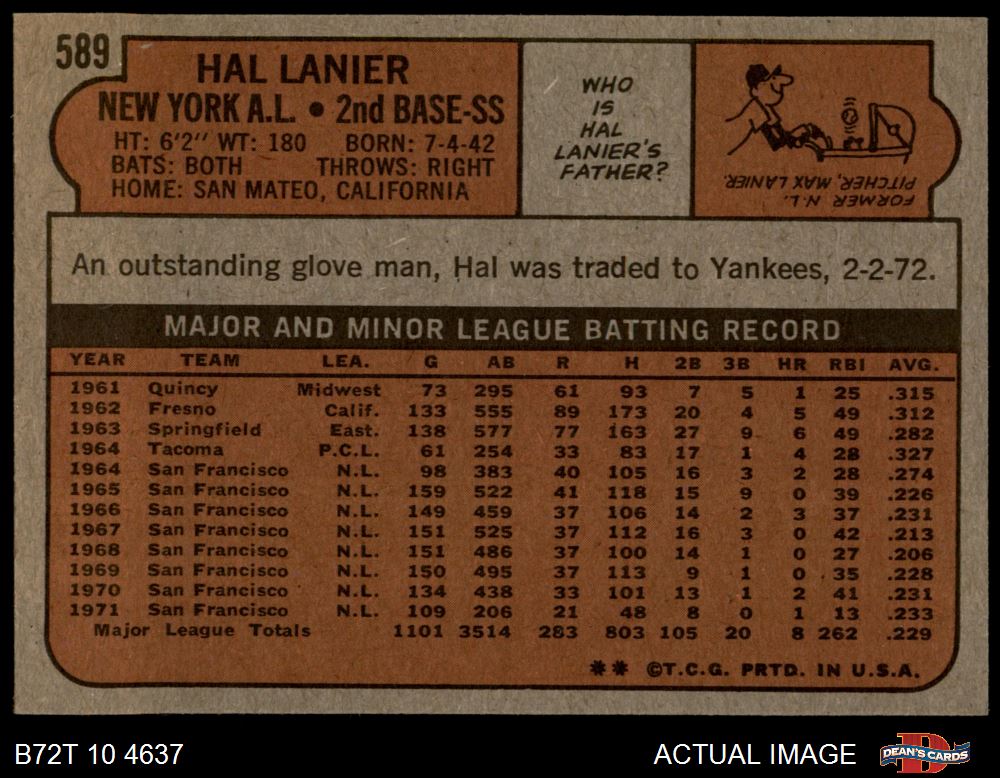 589
HAL LANIER
NEW YORK A.L. • 2nd BASE-SS
HT: 6'2" WT: 180 BORN: 7-4-42
BATS: BOTH THROWS: RIGHT
HOME: SAN MATEO, CALIFORNIA
WHO
IS
HAL
LANIER'S
FATHER?
FORMER N.L.
PITCHER, MAX LANIER.
An outstanding glove man, Hal was traded to Yankees, 2-2-72.
MAJOR AND MINOR LEAGUE BATTING RECORD
YEAR TEAM LEA. G AB R H 2B 3B HR RBI AVG.
1961 Quincy Midwest 73 295 61 93 7 5 1 25 .315
1962 Fresno Calif. 133 555 89 173 20 4 5 49 .312
1963 Springfield East. 138 577 77 163 27 9 6 49 .282
1964 Tacoma P.C.L. 61 254 33 83 17 1 4 28 .327
1964 San Francisco N.L. 98 383 40 105 16 3 2 28 .274
1965 San Francisco N.L. 159 522 41 118 15 9 0 39 .226
1966 San Francisco N.L. 149 459 37 106 14 2 3 37 .231
1967 San Francisco N.L. 151 525 37 112 16 3 0 42 .213
1968 San Francisco N.L. 151 486 37 100 14 1 0 27 .206
1969 San Francisco N.L. 150 495 37 113 9 1 0 35 .228
1970 San Francisco N.L. 134 438 33 101 13 1 2 41 .231
1971 San Francisco N.L. 109 206 21 48 8 0 1 13 .233
Major League Totals 1101 3514 283 803 105 20 8 262 .229
** ©T.C.G. PRTD. IN U.S.A.
B72T 10 4637 ACTUAL IMAGE DEAN'S CARDS